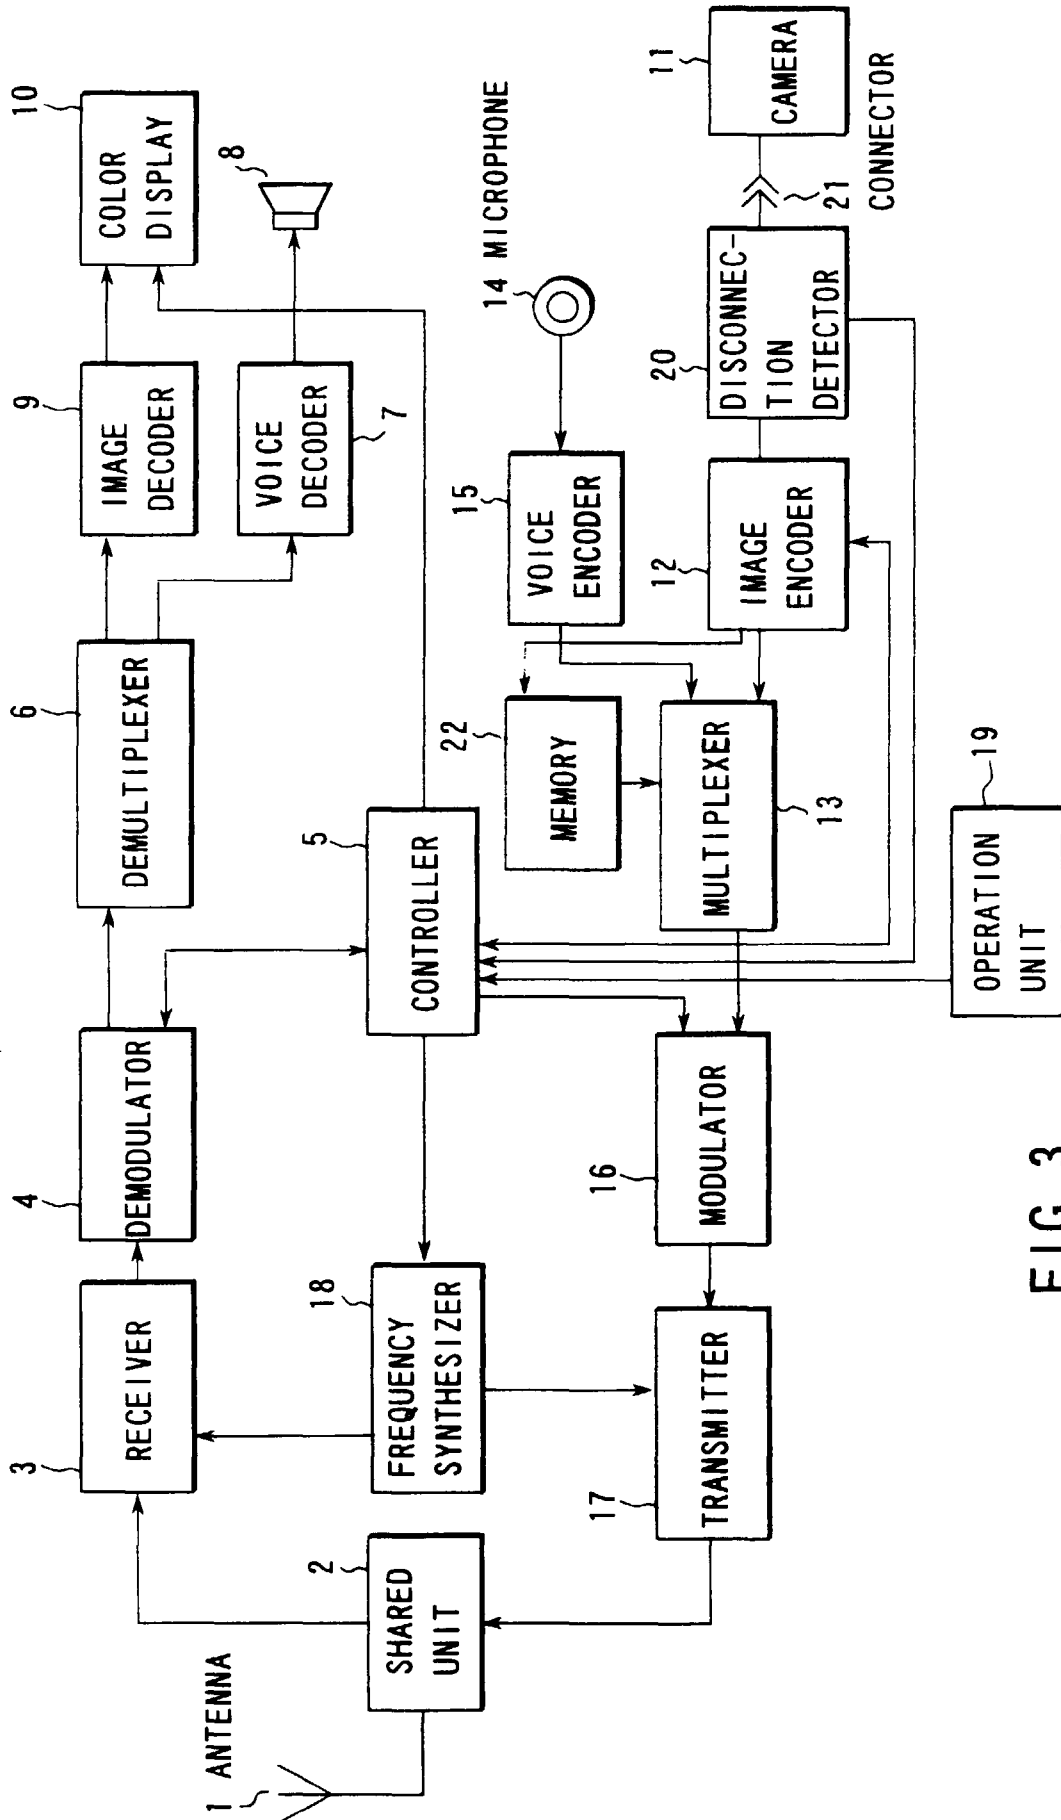 1 ANTENNA
SHARED
UNIT
2
3
RECEIVER
4
DEMODULATOR
6
DEMULTIPLEXER
9
IMAGE
DECODER
10
COLOR
DISPLAY
VOICE
DECODER
7
8
18
FREQUENCY
SYNTHESIZER
5
CONTROLLER
17
TRANSMITTER
16
MODULATOR
22
MEMORY
MULTIPLEXER
13
15
VOICE
ENCODER
14 MICROPHONE
12
IMAGE
ENCODER
20
DISCONNEC-
TION
DETECTOR
21
CONNECTOR
11
CAMERA
OPERATION
UNIT
19
FIG. 3